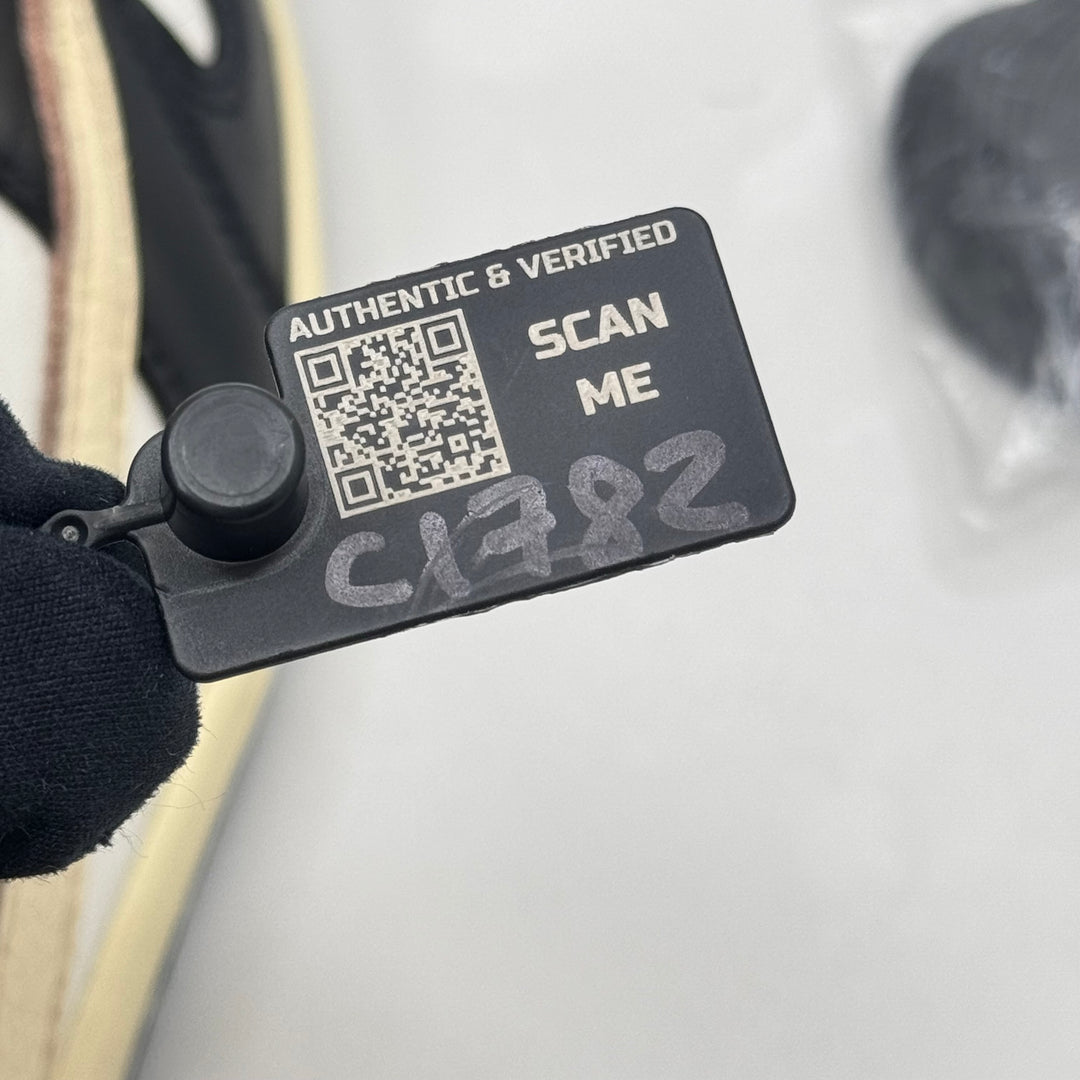 AUTHENTIC & VERIFIED
SCAN
ME
C1782